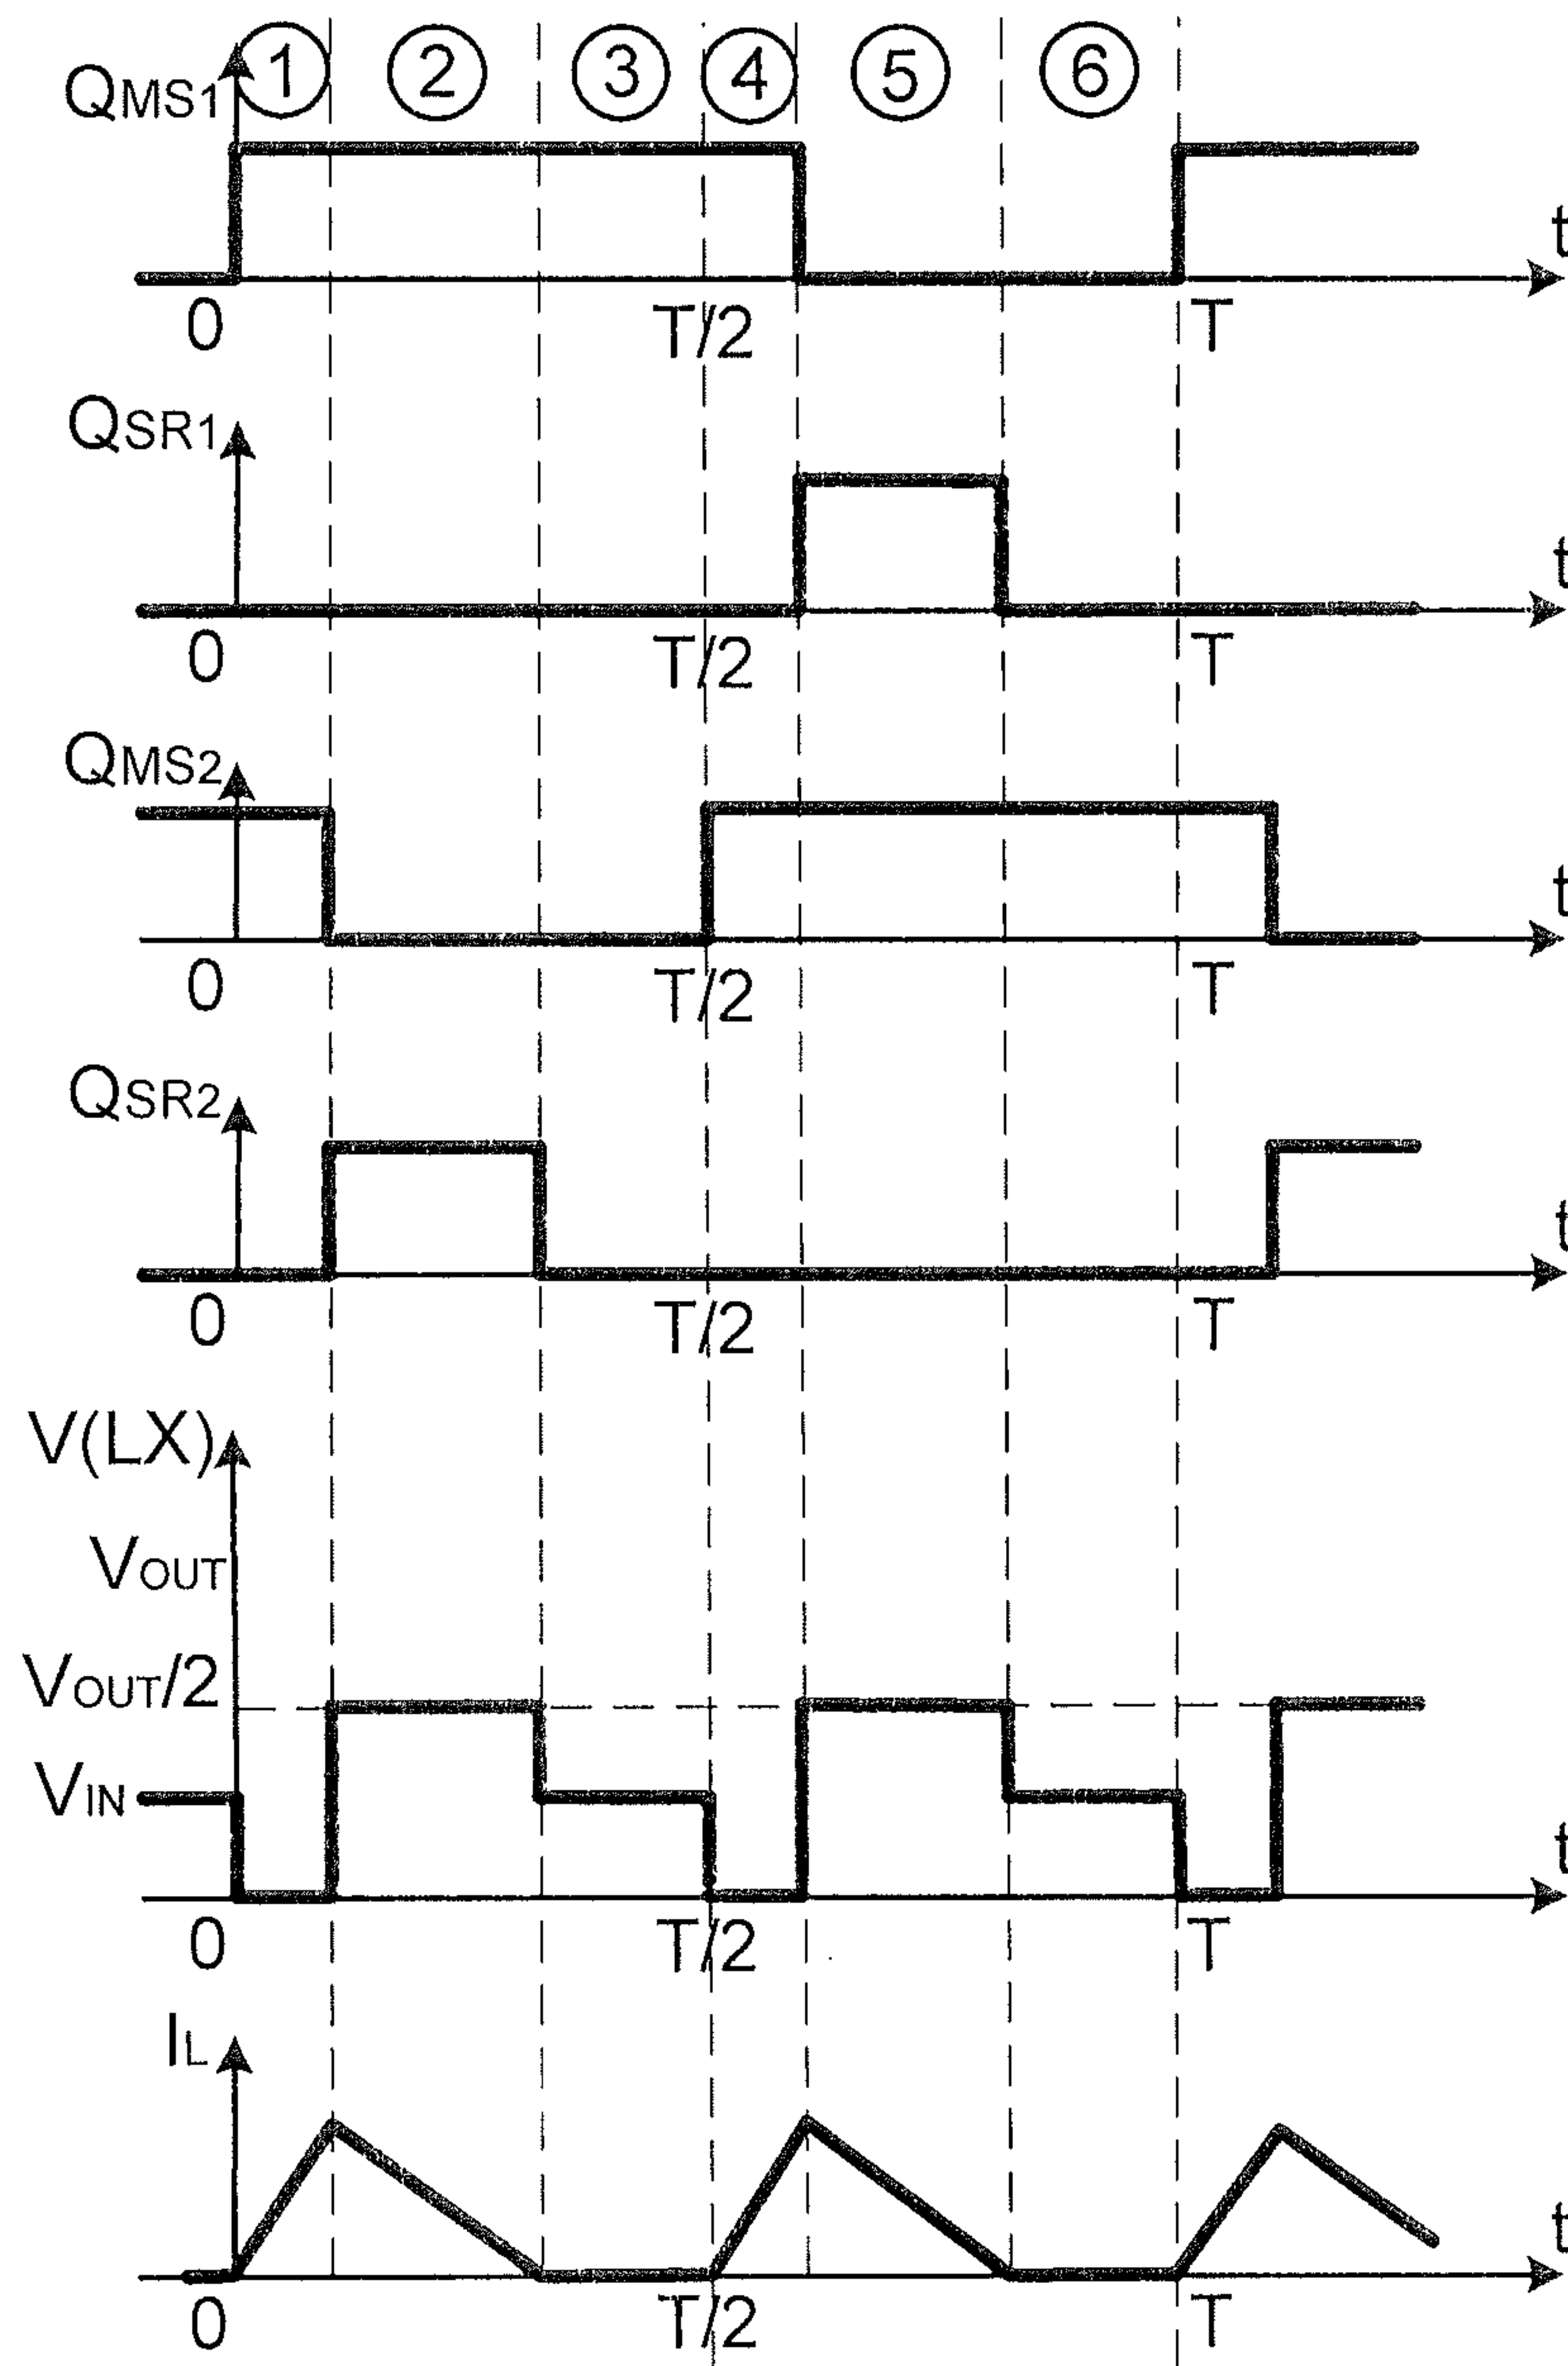 1 2 3 4 5 6
QMS1
t
0 T/2 T
QSR1
t
0 T/2 T
QMS2
t
0 T/2 T
QSR2
t
0 T/2 T
V(LX)
VOUT
VOUT/2
VIN
t
0 T/2 T
IL
t
0 T/2 T